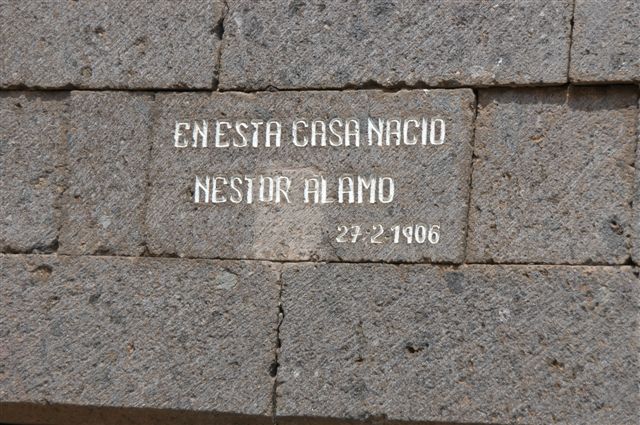 EN ESTA CASA NACIO
NESTOR ALAMO
27-2-1906